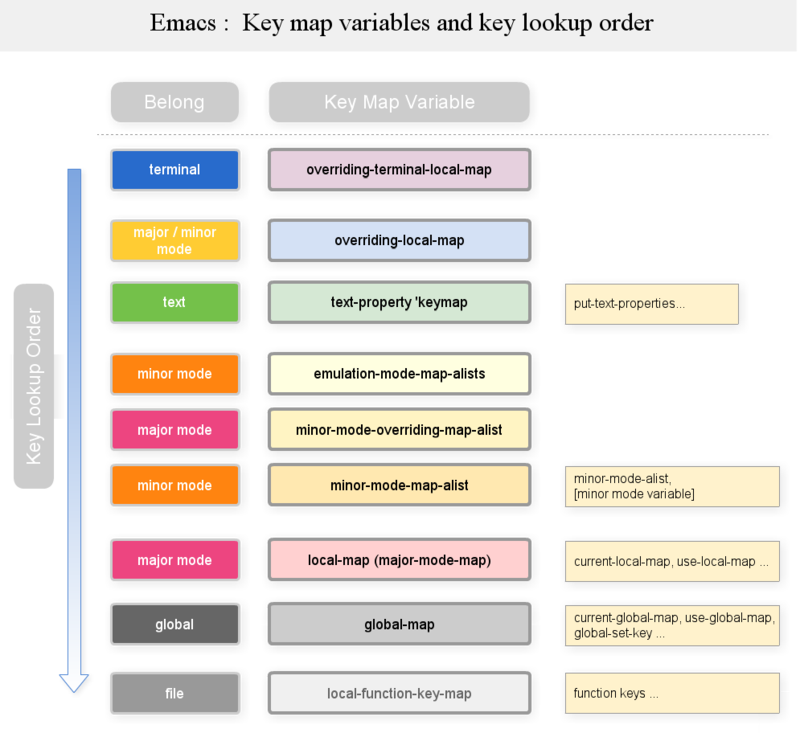 Emacs :  Key map variables and key lookup order
Belong
Key Map Variable
Key Lookup Order
terminal
overriding-terminal-local-map
major / minor
mode
overriding-local-map
text
text-property 'keymap
put-text-properties...
minor mode
emulation-mode-map-alists
major mode
minor-mode-overriding-map-alist
minor mode
minor-mode-map-alist
minor-mode-alist,
[minor mode variable]
major mode
local-map (major-mode-map)
current-local-map, use-local-map ...
global
global-map
current-global-map, use-global-map,
global-set-key ...
file
local-function-key-map
function keys ...